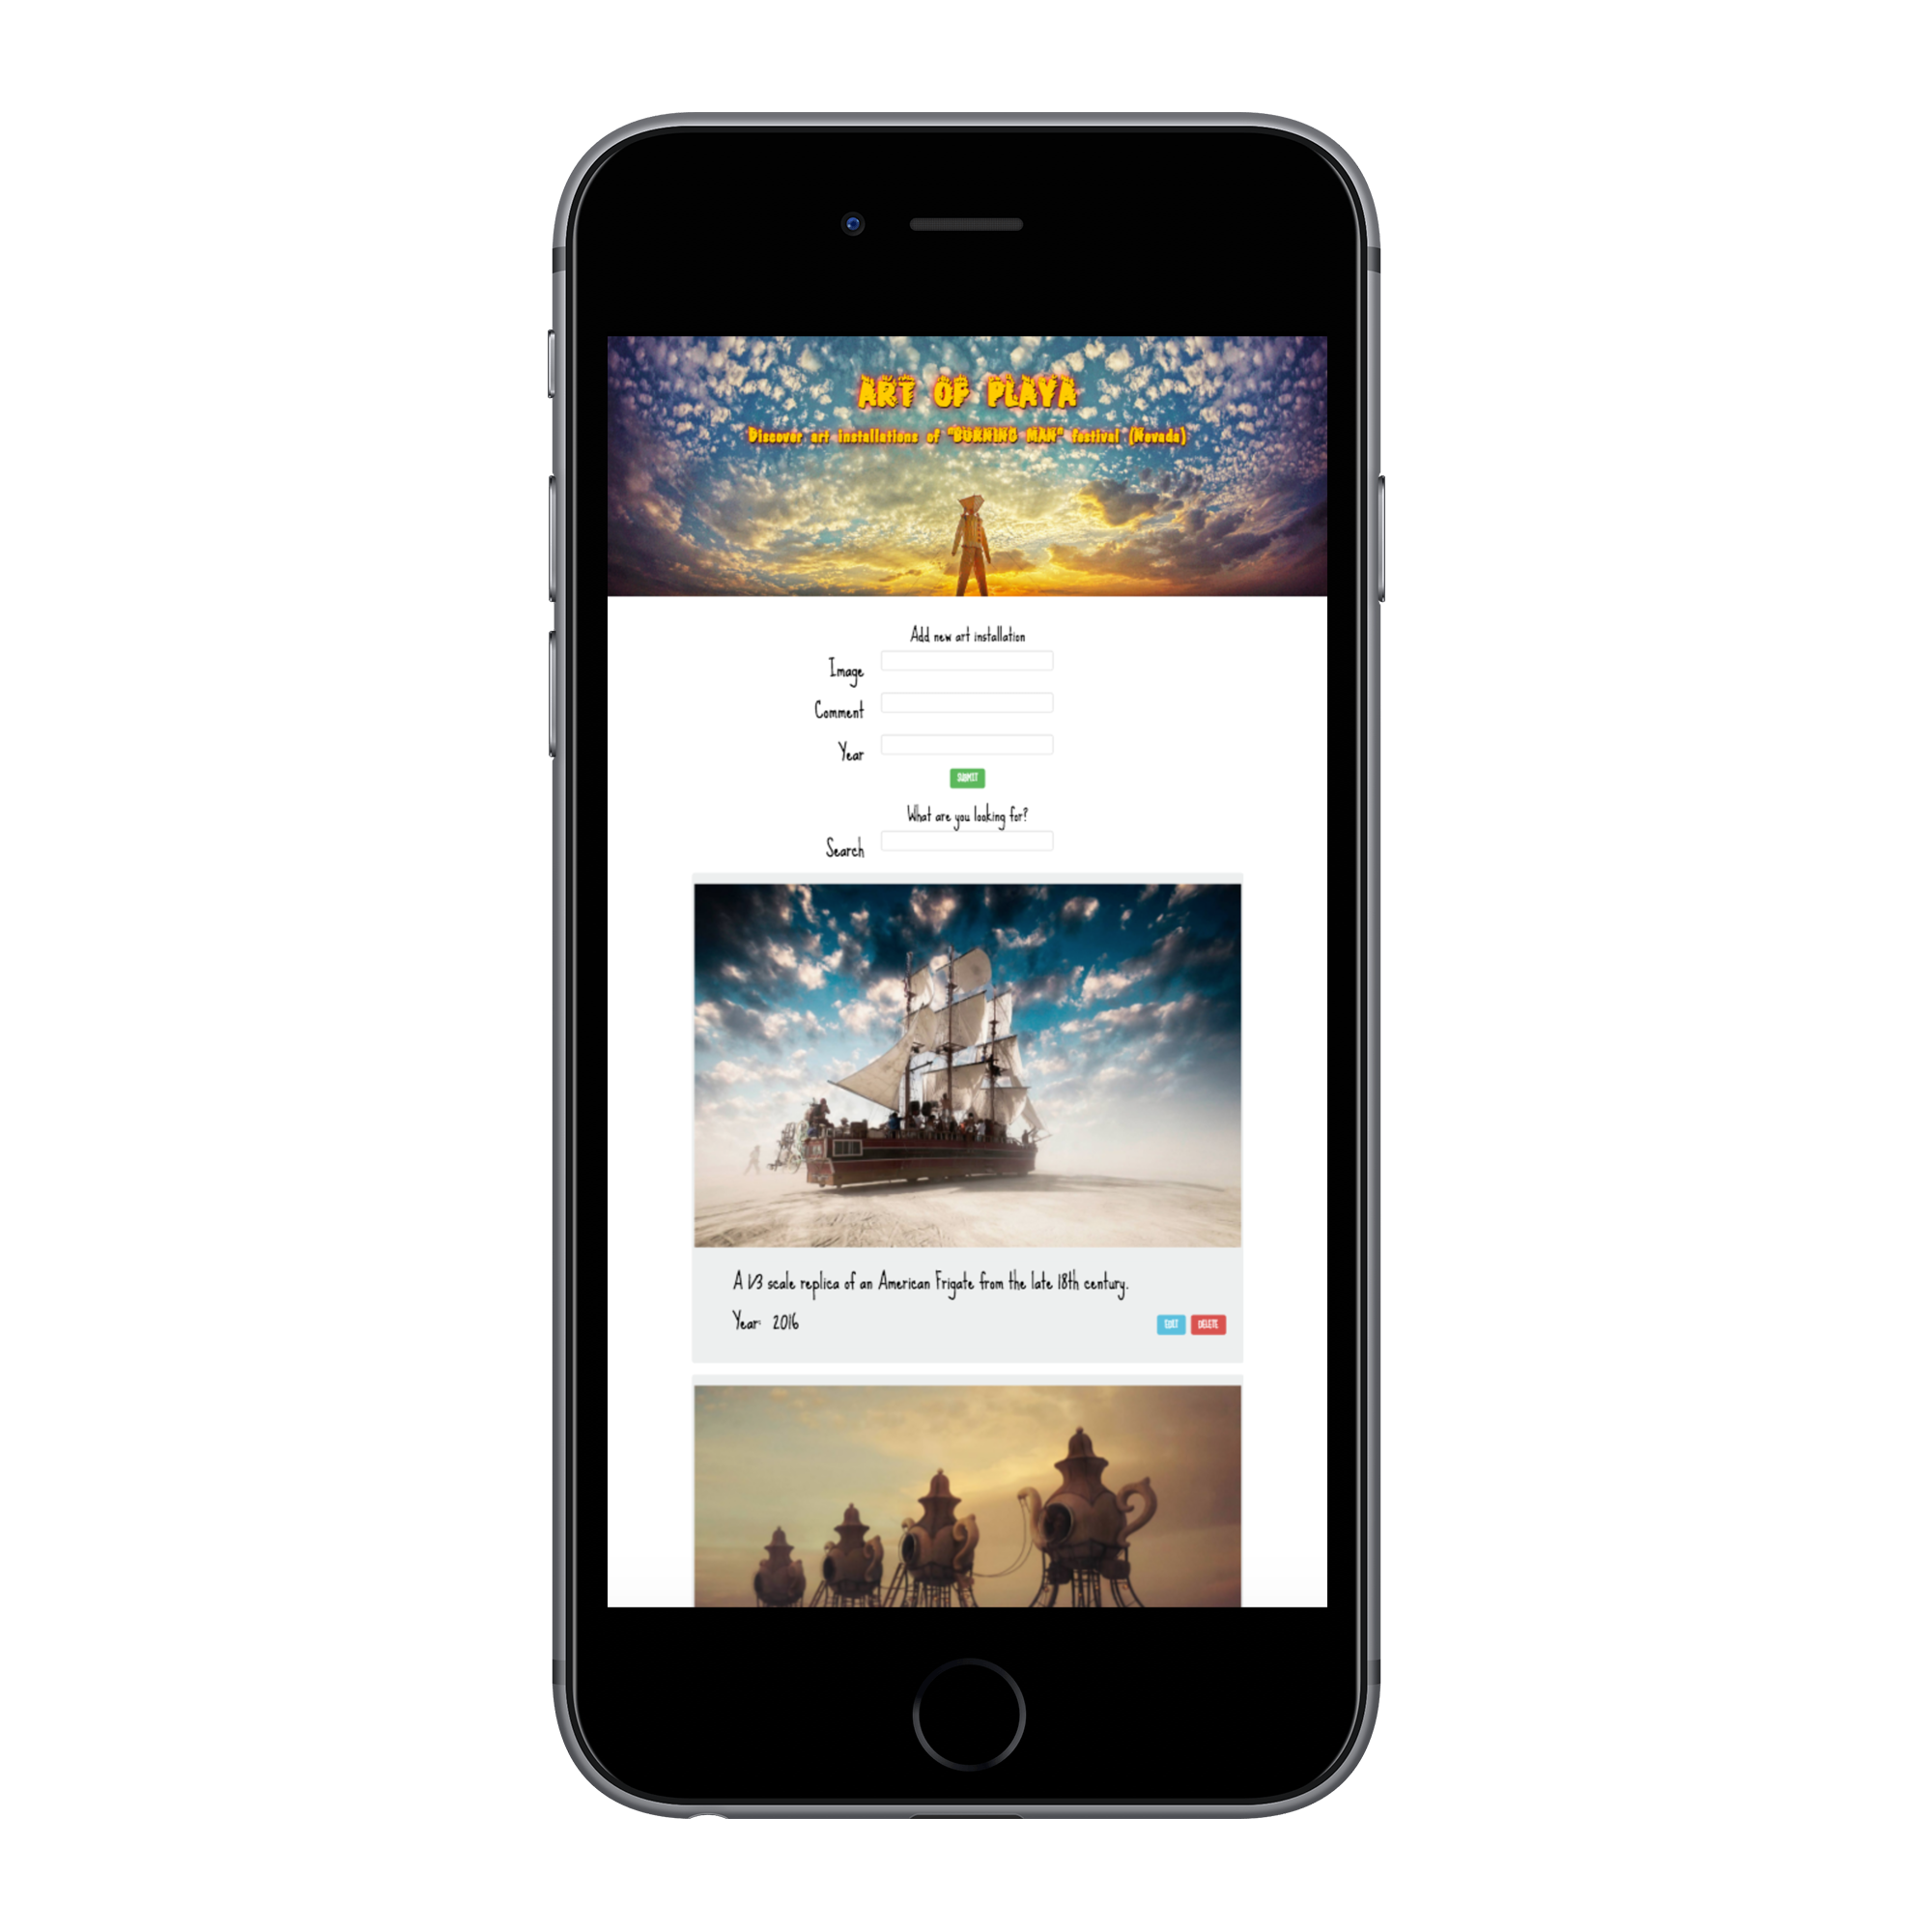 ART OF PLAYA
Discover art installations of "BURNING MAN" festival (Nevada)
Add new art installation
Image
Comment
Year
SUBMIT
What are you looking for?
Search
A 1/3 scale replica of an American Frigate from the late 18th century.
Year: 2016
EDIT DELETE